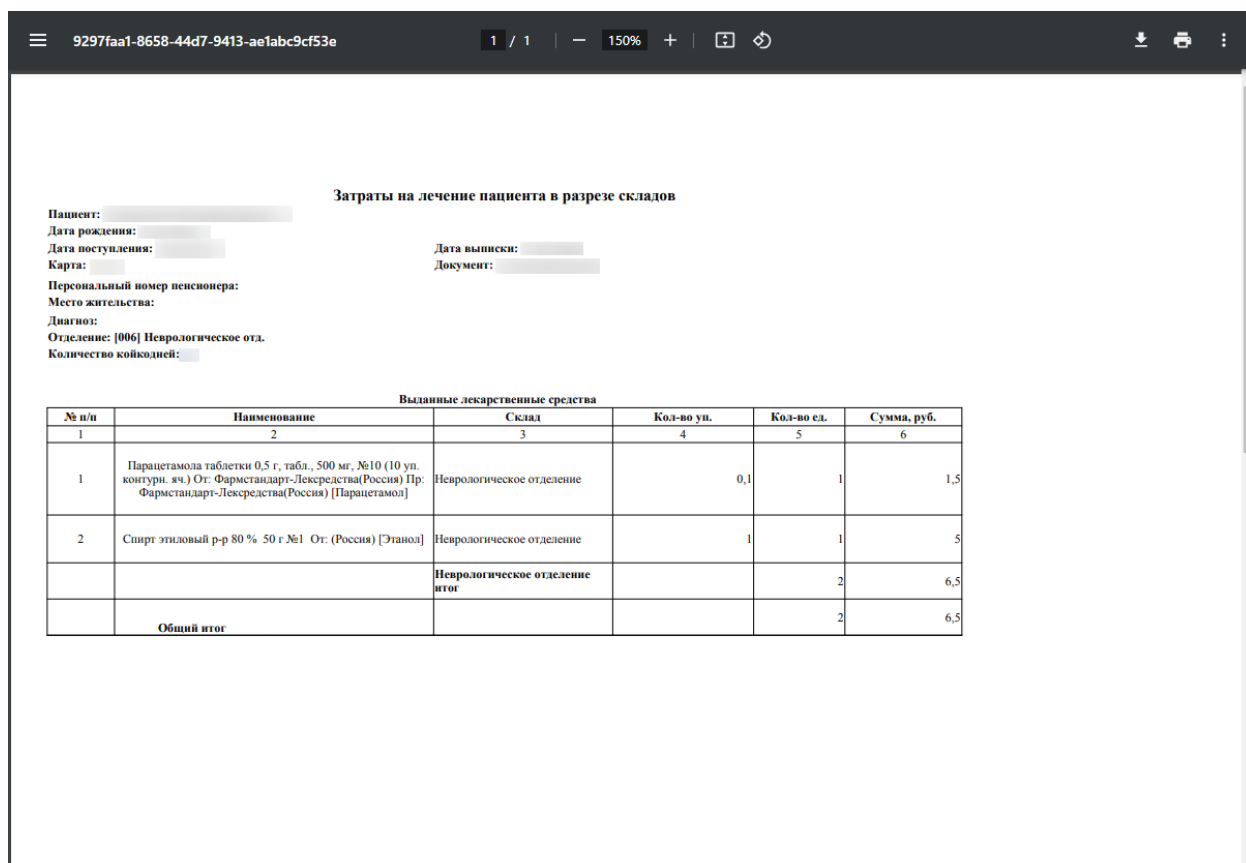 9297faa1-8658-44d7-9413-ae1abc9cf53e
1 / 1
150%
Затраты на лечение пациента в разрезе складов
Пациент:
Дата рождения:
Дата поступления: Дата выписки:
Карта: Документ:
Персональный номер пенсионера:
Место жительства:
Диагноз:
Отделение: [006] Неврологическое отд.
Количество койкодней:
Выданные лекарственные средства
№ п/п Наименование Склад Кол-во уп. Кол-во ед. Сумма, руб.
1 2 3 4 5 6
Парацетамола таблетки 0,5 г, табл., 500 мг, №10 (10 уп.
1 контурн. яч.) От: Фармстандарт-Лексредства(Россия) Пр: Неврологическое отделение 0,1 1 1,5
Фармстандарт-Лексредства(Россия) [Парацетамол]
2 Спирт этиловый р-р 80 % 50 г №1 От: (Россия) [Этанол] Неврологическое отделение 1 1 5
Неврологическое отделение
итог 2 6,5
Общий итог 2 6,5